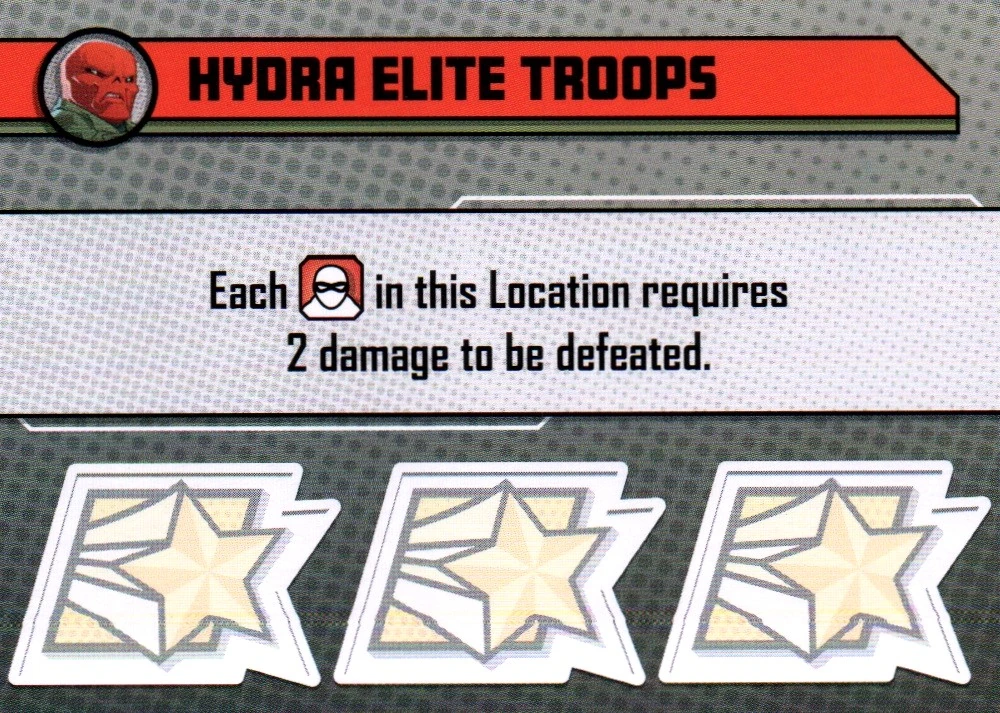 HYDRA ELITE TROOPS
Each in this Location requires
2 damage to be defeated.